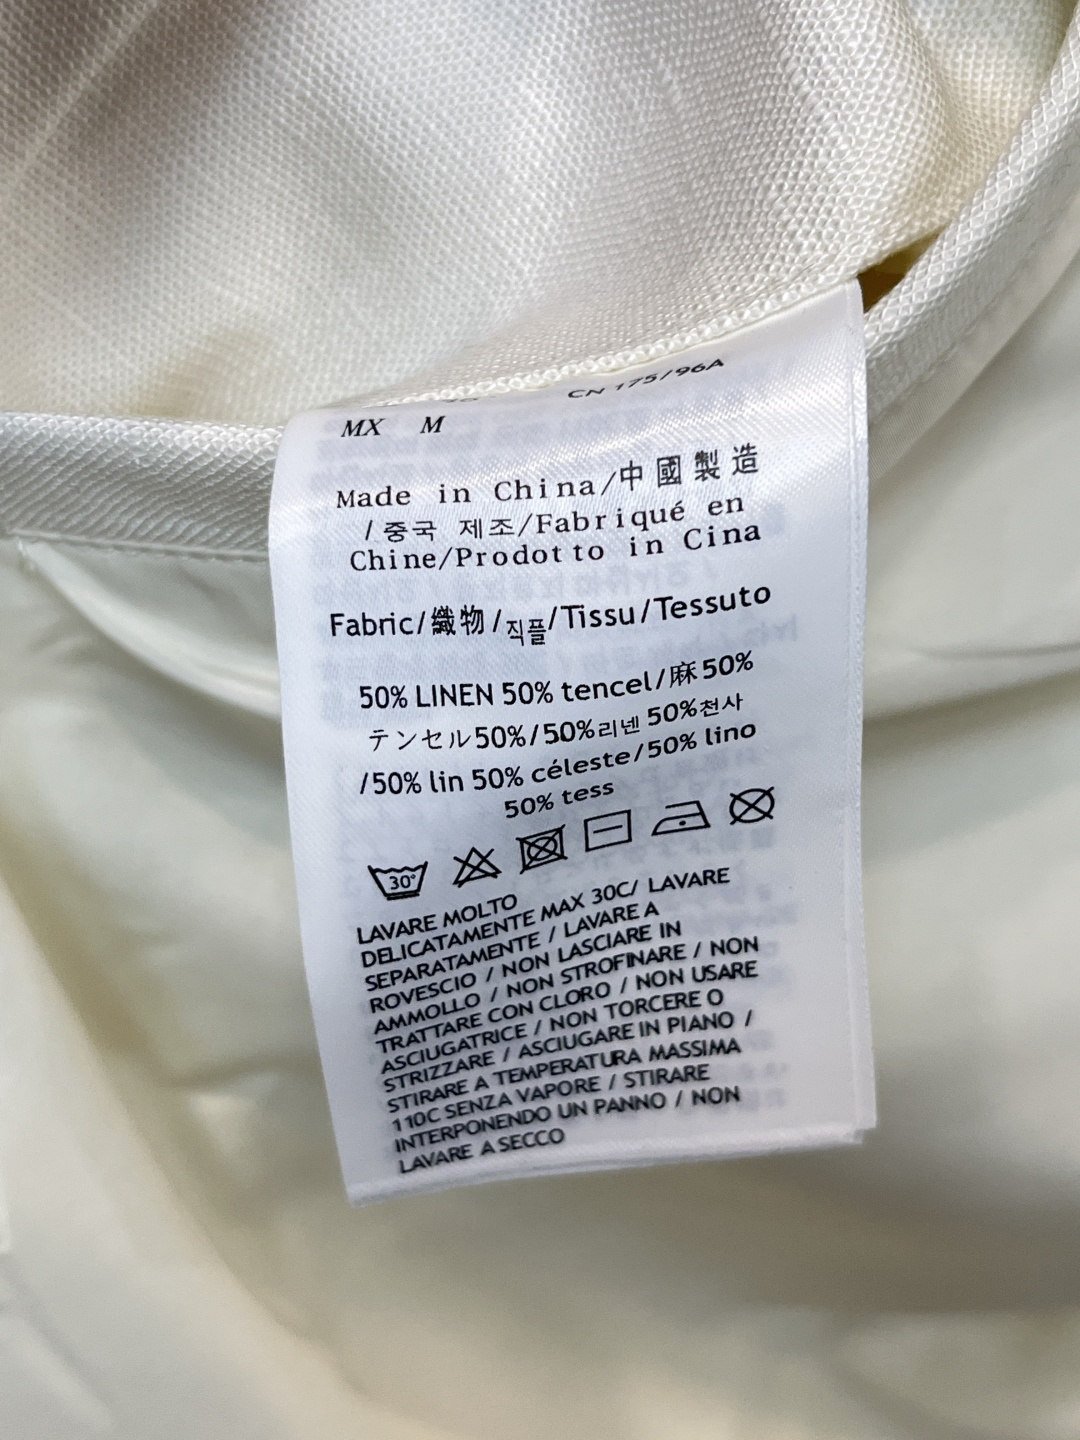 CN 175/96A
MX M
Made in China/中國製造
/중국 제조/Fabriqué en
Chine/Prodotto in Cina
Fabric/織物/직플/Tissu/Tessuto
50% LINEN 50% tencel/麻50%
テンセル50%/50%리넨 50%천사
/50% lin 50% céleste/50% lino
50% tess
30°
LAVARE MOLTO
DELICATAMENTE MAX 30C/ LAVARE
SEPARATAMENTE / LAVARE A
ROVESCIO / NON LASCIARE IN
AMMOLLO / NON STROFINARE / NON
TRATTARE CON CLORO / NON USARE
ASCIUGATRICE / NON TORCERE O
STRIZZARE / ASCIUGARE IN PIANO /
STIRARE A TEMPERATURA MASSIMA
110C SENZA VAPORE / STIRARE
INTERPONENDO UN PANNO / NON
LAVARE A SECCO